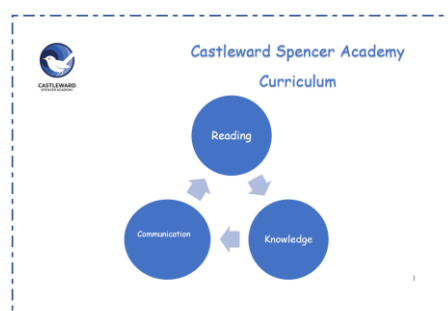 Castleward Spencer Academy
Curriculum
CASTLEWARD
SPENCER ACADEMY
Reading
Communication
Knowledge
1